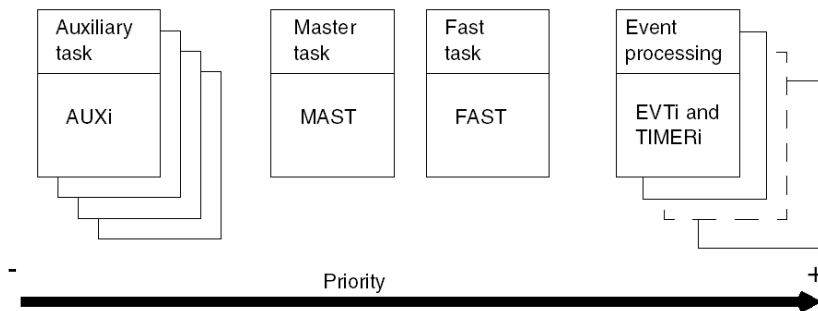 Auxiliary
task
AUXi
Master
task
MAST
Fast
task
FAST
Event
processing
EVTi and
TIMERi
-
Priority
+